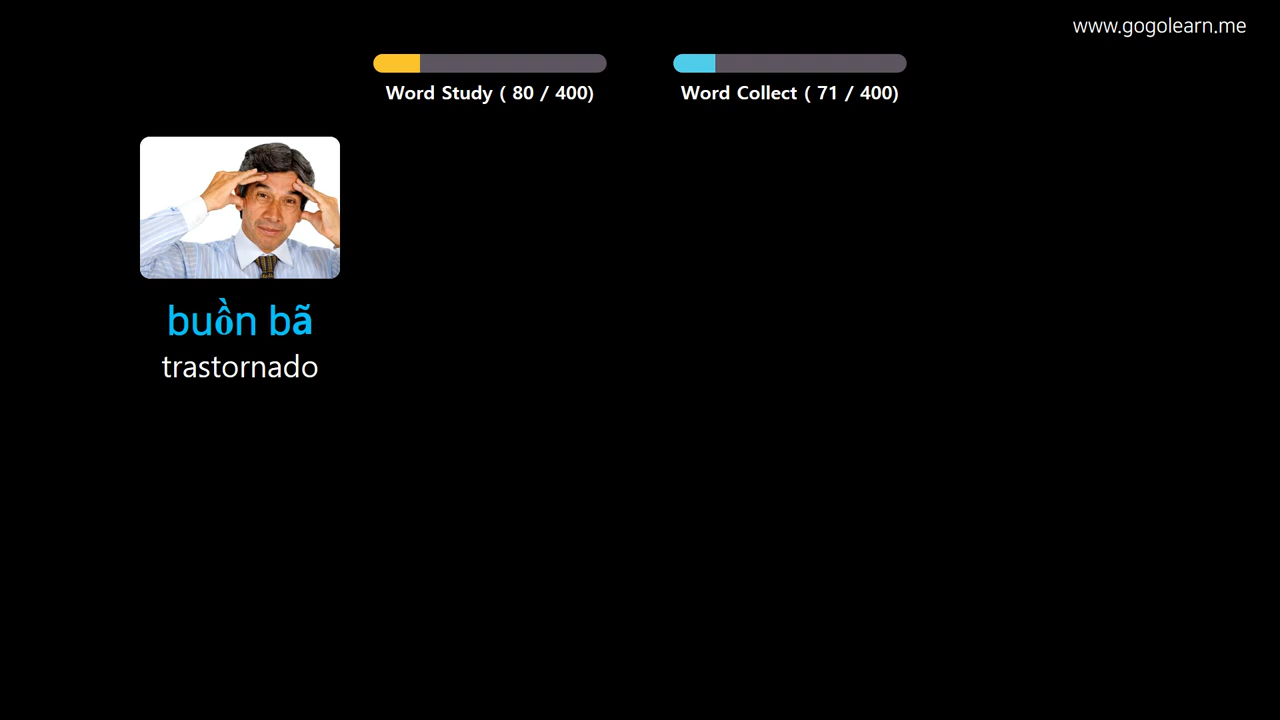 www.gogolearn.me
Word Study ( 80 / 400)
Word Collect ( 71 / 400)
buồn bã
trastornado